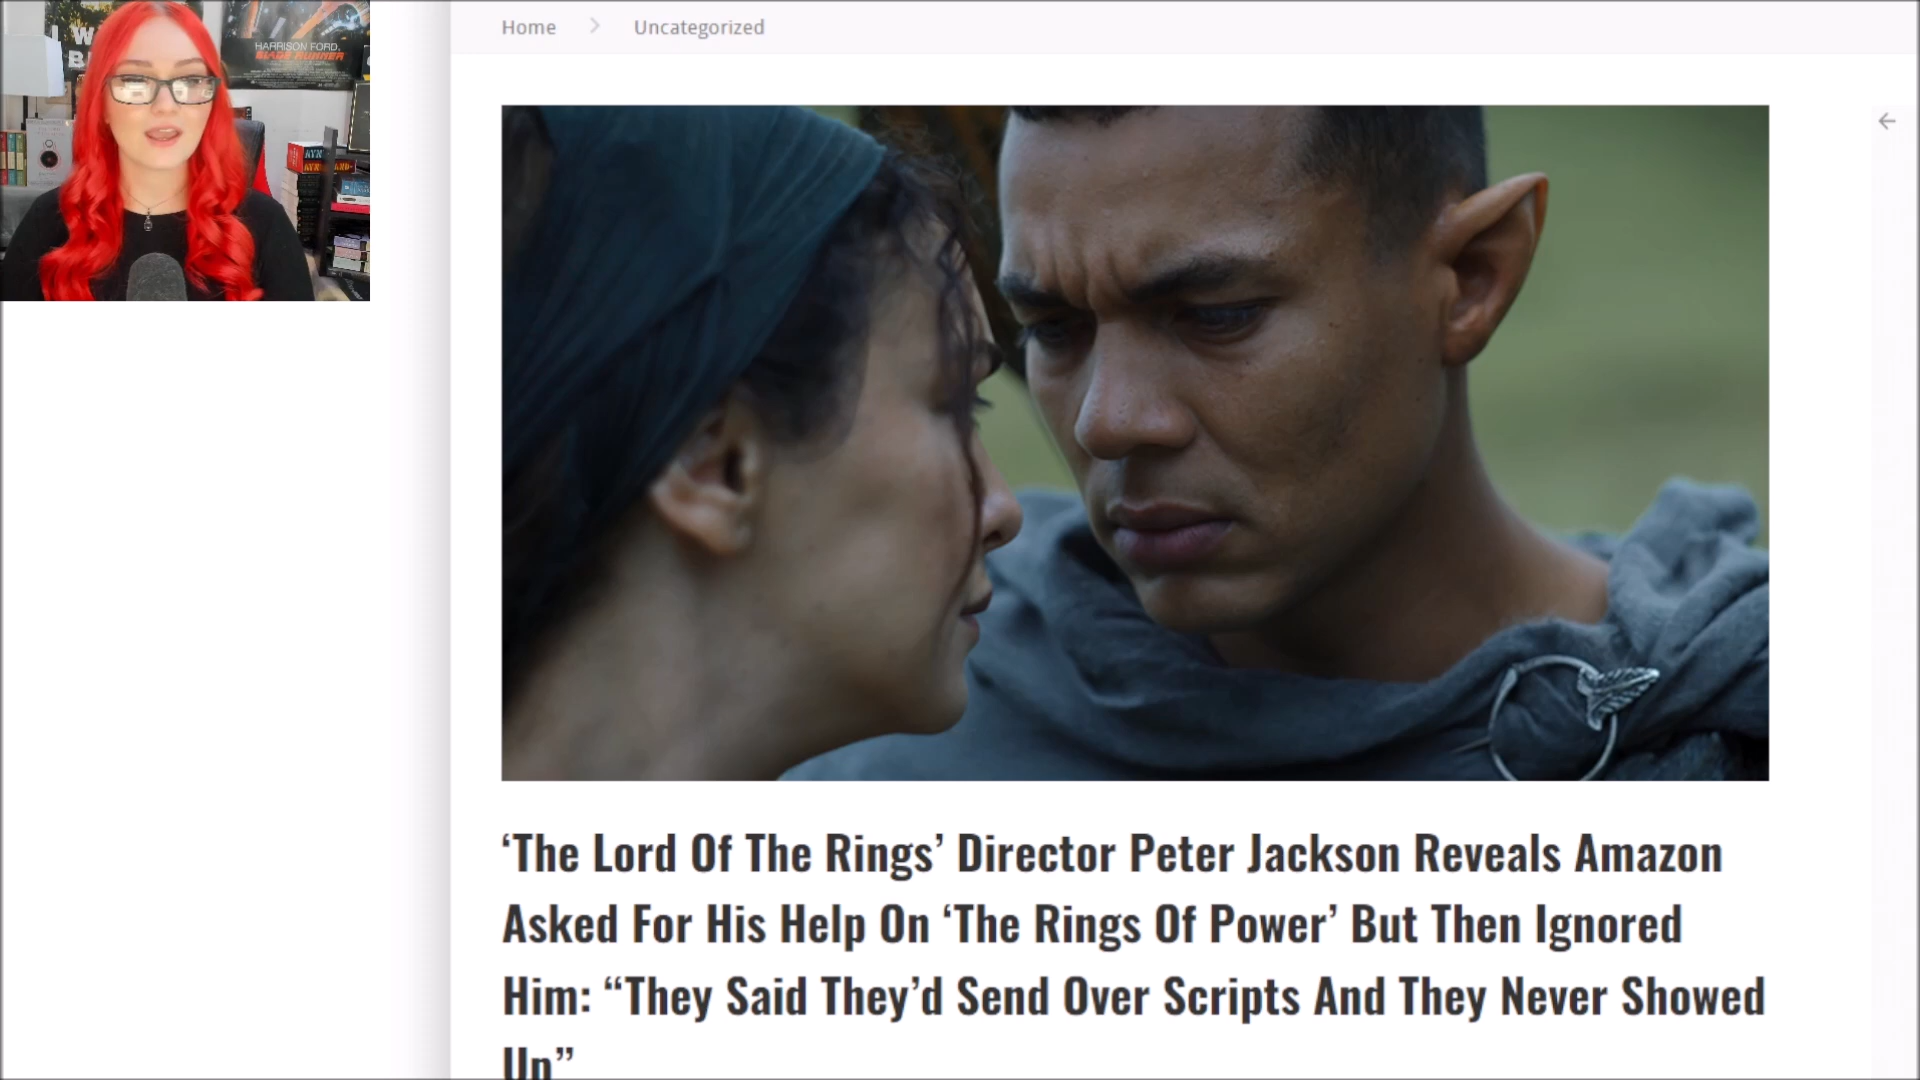 Home
Uncategorized
HARRISON FORD,
BLADE RUNNER
‘The Lord Of The Rings’ Director Peter Jackson Reveals Amazon
Asked For His Help On ‘The Rings Of Power’ But Then Ignored
Him: “They Said They’d Send Over Scripts And They Never Showed
Up”